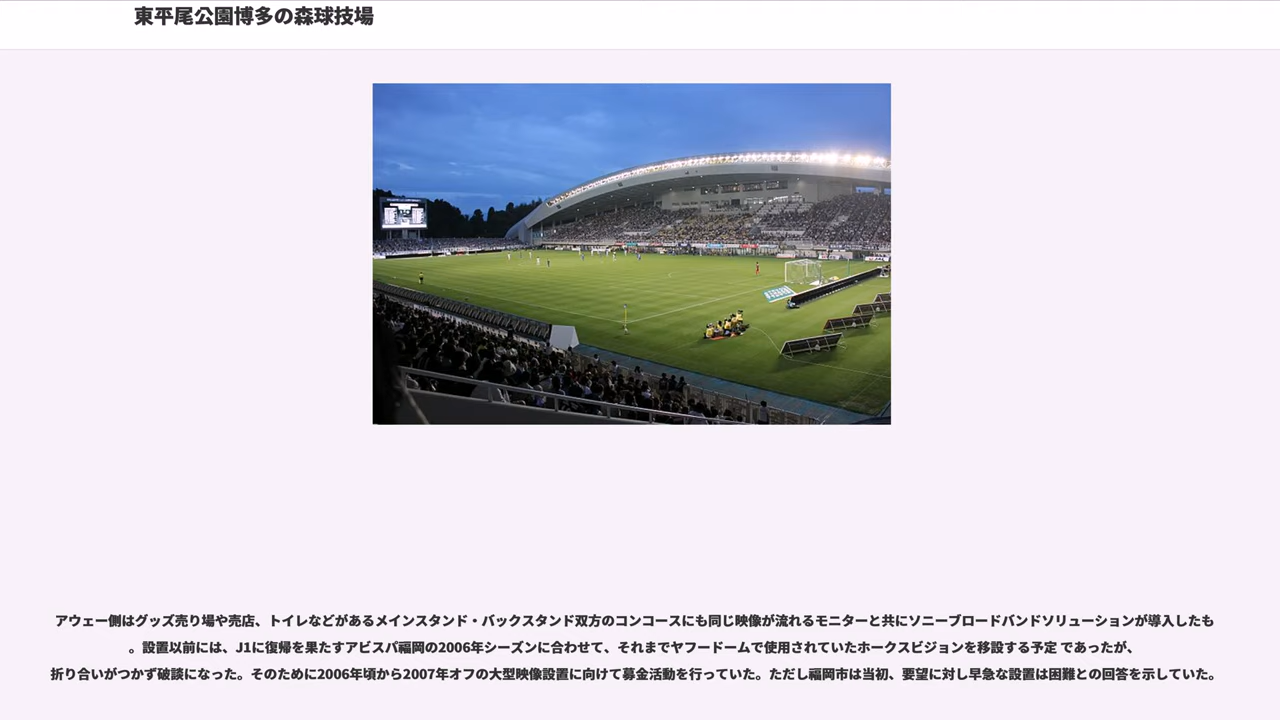 東平尾公園博多の森球技場
アウェー側はグッズ売り場や売店、トイレなどがあるメインスタンド・バックスタンド双方のコンコースにも同じ映像が流れるモニターと共にソニーブロードバンドソリューションが導入したも
。設置以前には、J1に復帰を果たすアビスパ福岡の2006年シーズンに合わせて、それまでヤフードームで使用されていたホークスビジョンを移設する予定 であったが、
折り合いがつかず破談になった。そのために2006年頃から2007年オフの大型映像設置に向けて募金活動を行っていた。ただし福岡市は当初、要望に対し早急な設置は困難との回答を示していた。